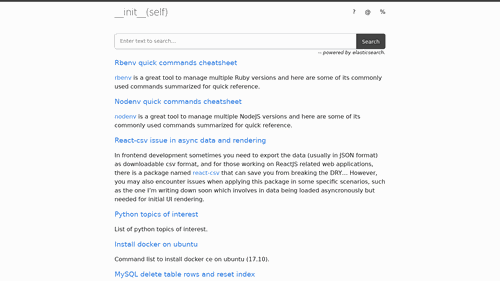 __init__(self)
? @ %
Enter text to search...
Search
-- powered by elasticsearch.
Rbenv quick commands cheatsheet
rbenv is a great tool to manage multiple Ruby versions and here are some of its commonly
used commands summarized for quick reference.
Nodenv quick commands cheatsheet
nodenv is a great tool to manage multiple NodeJS versions and here are some of its
commonly used commands summarized for quick reference.
React-csv issue in async data and rendering
In frontend development sometimes you need to export the data (usually in JSON format)
as downloadable csv format, and for those working on ReactJS related web applications,
there is a package named react-csv that can save you from breaking the DRY... However,
you may also encounter issues when applying this package in some specific scenarios, such
as the one I'm writing down soon which involves in data being loaded asyncronously but
needed for initial UI rendering.
Python topics of interest
List of python topics of interest.
Install docker on ubuntu
Command list to install docker ce on ubuntu (17.10).
MySQL delete table rows and reset index